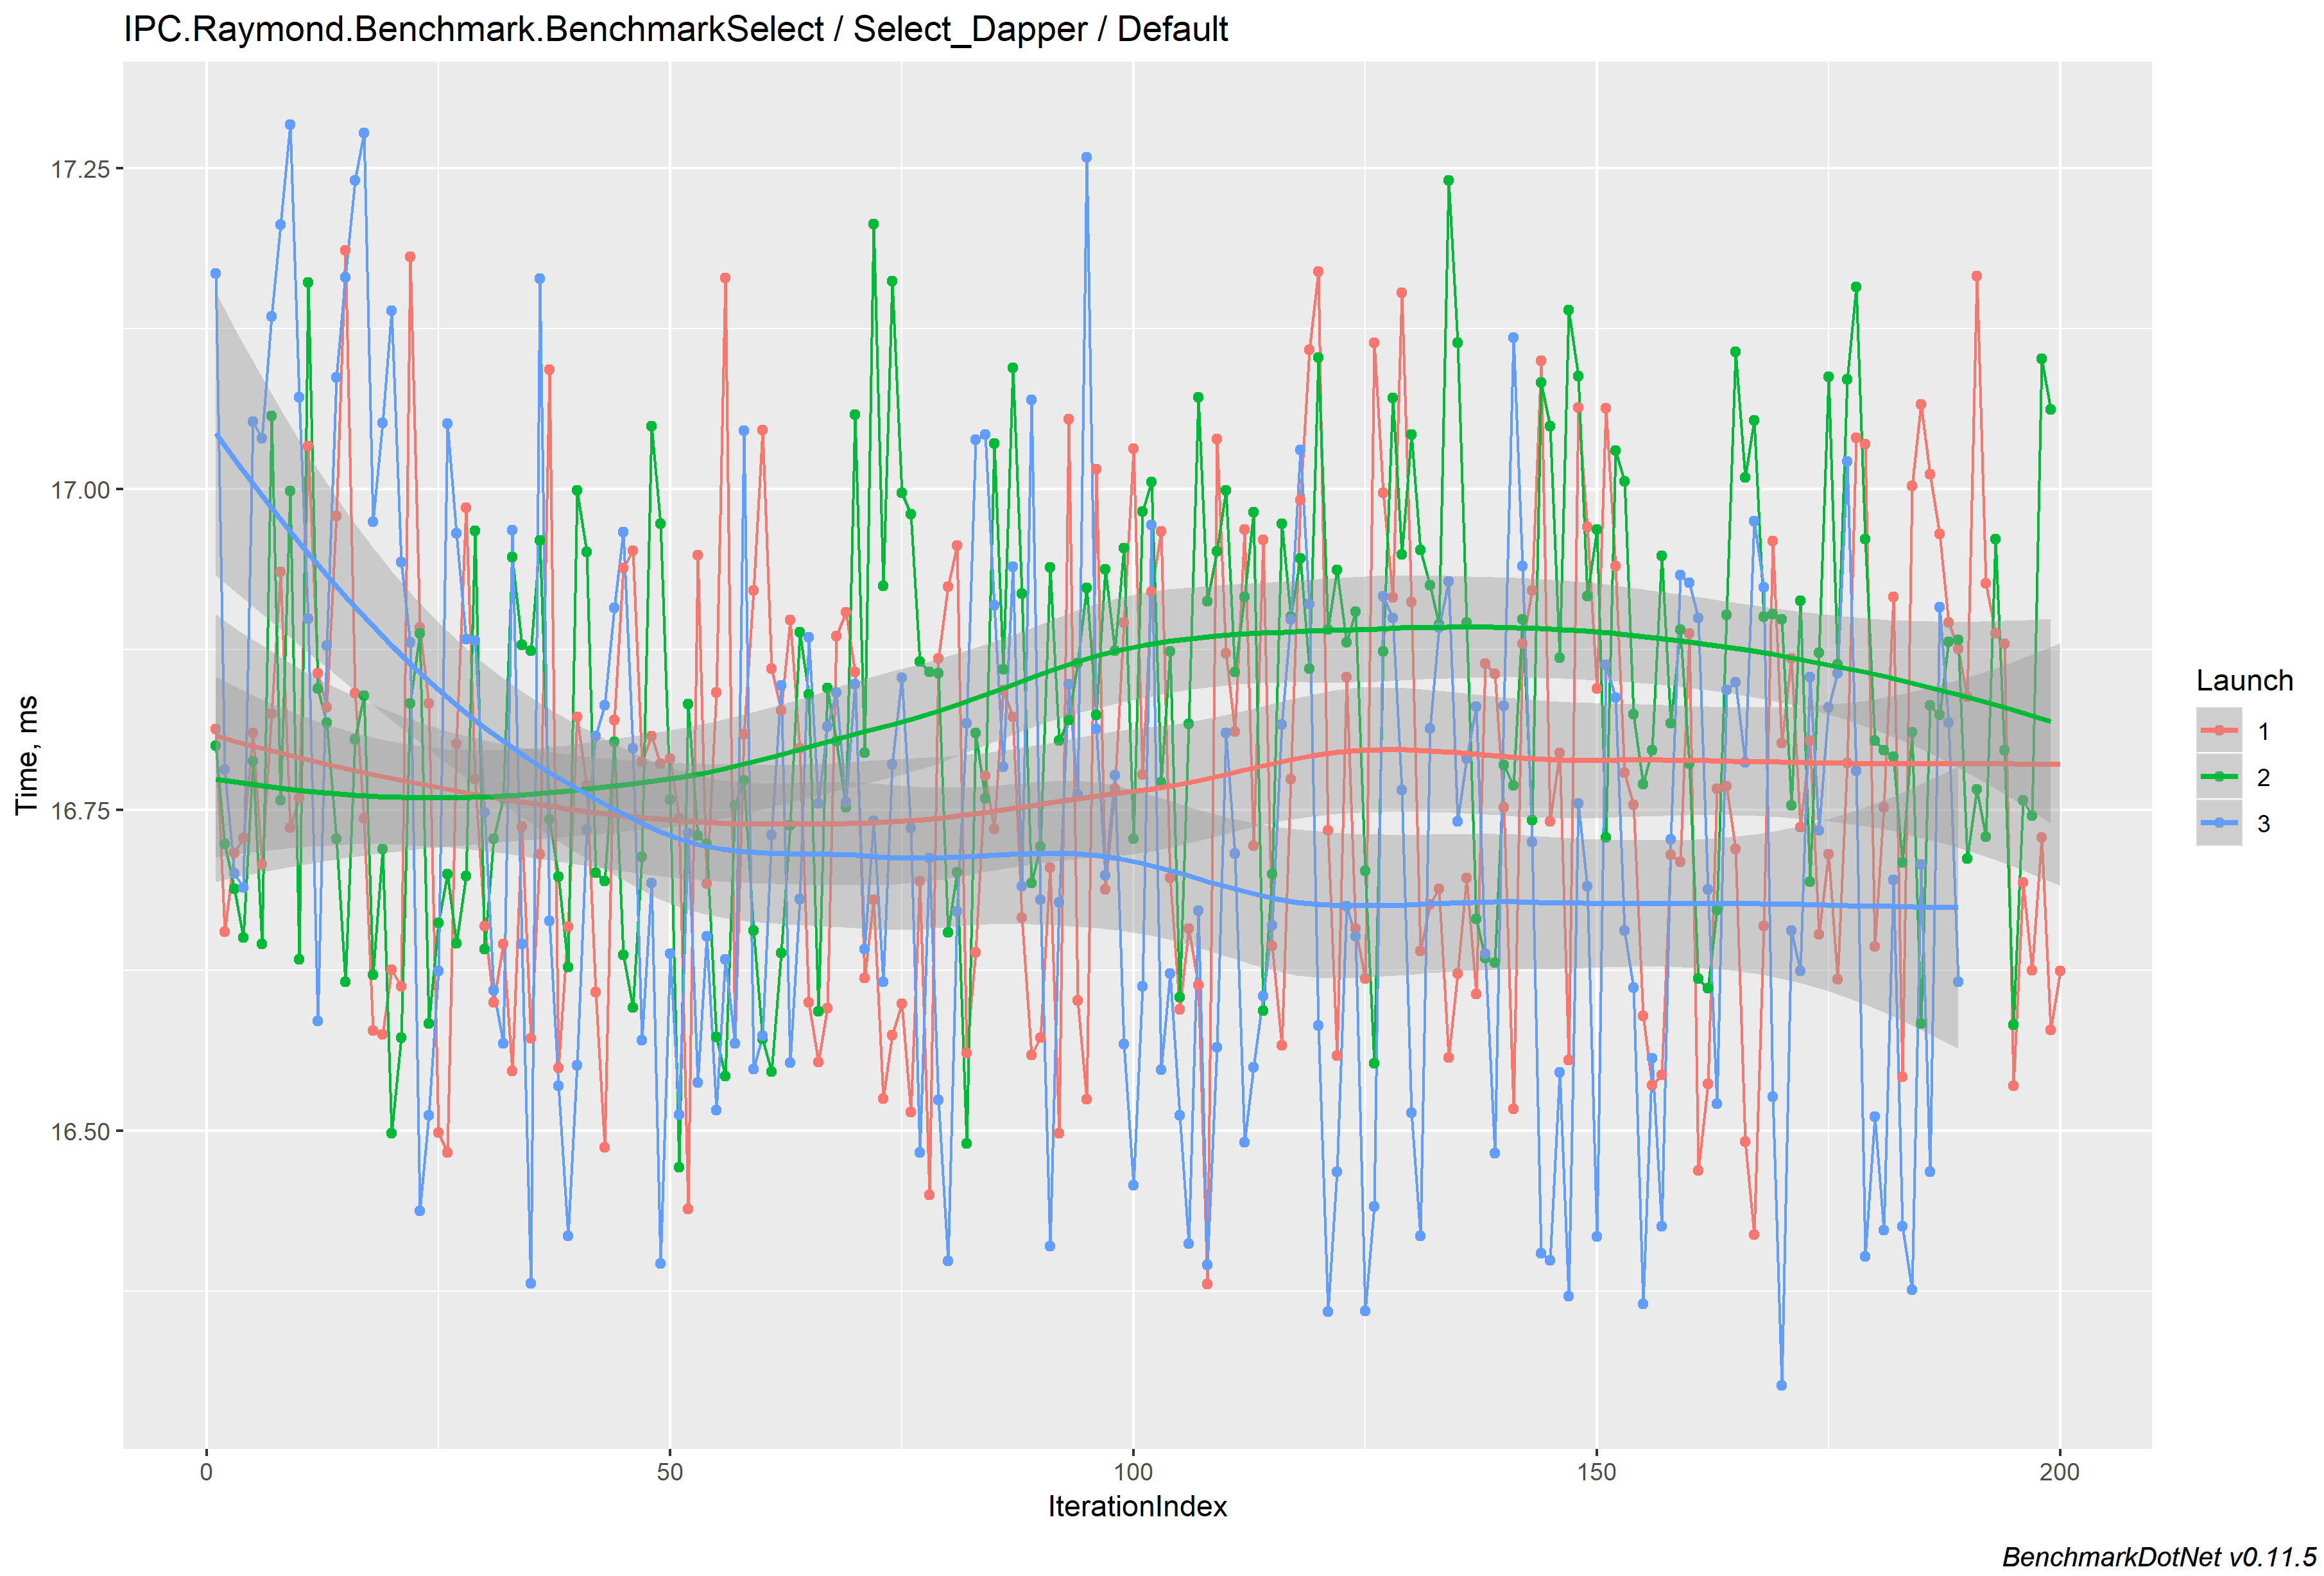 IPC.Raymond.Benchmark.BenchmarkSelect / Select_Dapper / Default
17.25
17.00
16.75
16.50
Time, ms
0 50 100 150 200
IterationIndex
Launch
1
2
3
BenchmarkDotNet v0.11.5